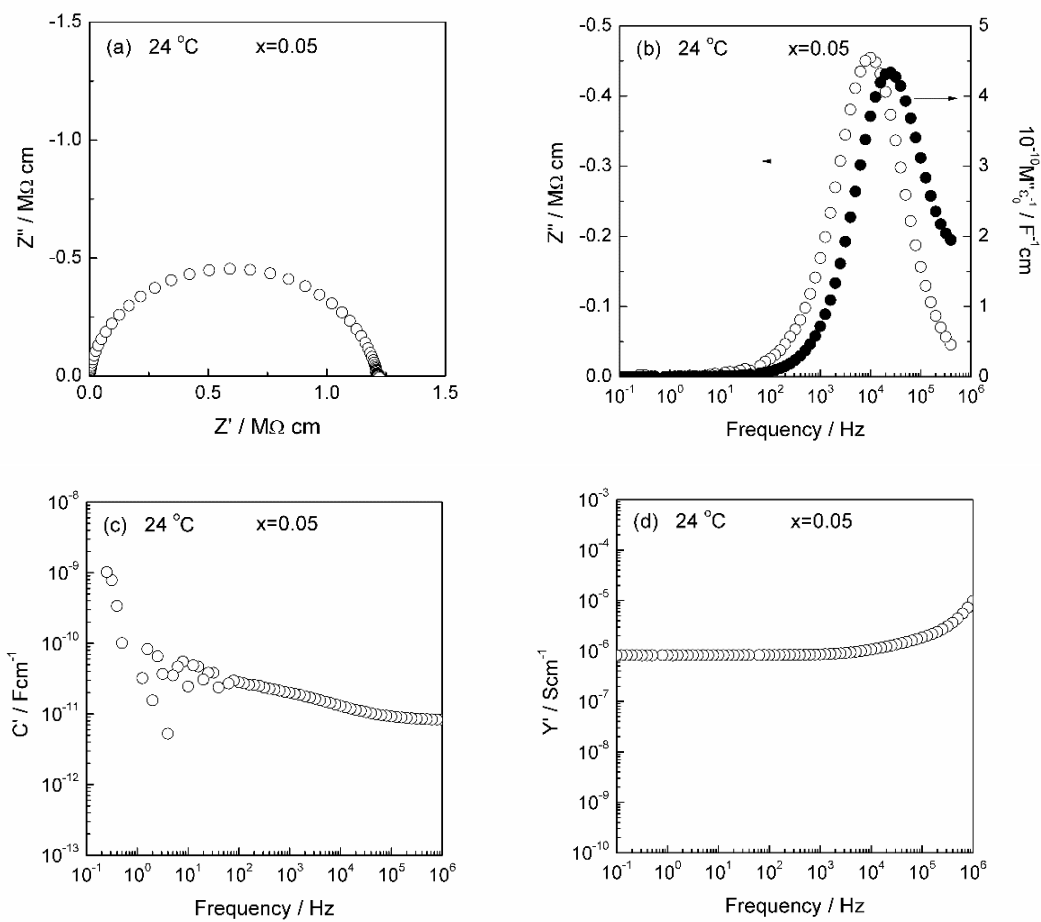 (a) 24 °C x=0.05
-1.5
-1.0
-0.5
0.0
Z'' / MΩ cm
0.0 0.5 1.0 1.5
Z' / MΩ cm
(b) 24 °C x=0.05
-0.5
-0.4
-0.3
-0.2
-0.1
0.0
Z'' / MΩ cm
5
4
3
2
1
0
10⁻¹⁰M''ε₀⁻¹ / F⁻¹cm
10⁻¹ 10⁰ 10¹ 10² 10³ 10⁴ 10⁵ 10⁶
Frequency / Hz
(c) 24 °C x=0.05
10⁻⁸
10⁻⁹
10⁻¹⁰
10⁻¹¹
10⁻¹²
10⁻¹³
C' / Fcm⁻¹
10⁻¹ 10⁰ 10¹ 10² 10³ 10⁴ 10⁵ 10⁶
Frequency / Hz
(d) 24 °C x=0.05
10⁻³
10⁻⁴
10⁻⁵
10⁻⁶
10⁻⁷
10⁻⁸
10⁻⁹
10⁻¹⁰
Y' / Scm⁻¹
10⁻¹ 10⁰ 10¹ 10² 10³ 10⁴ 10⁵ 10⁶
Frequency / Hz